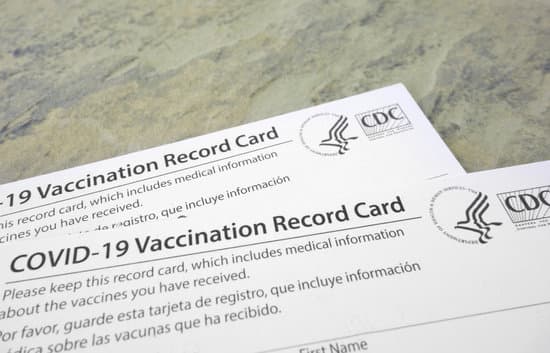 -19 Vaccination Record Card
CDC
this record card, which includes medical information
cines you have received.
de registro, que incluye información
COVID-19 Vaccination Record Card
CDC
Please keep this record card, which includes medical information
about the vaccines you have received.
Por favor, guarde esta tarjeta de registro, que incluye información
dica sobre las vacunas que ha recibido.
First Name